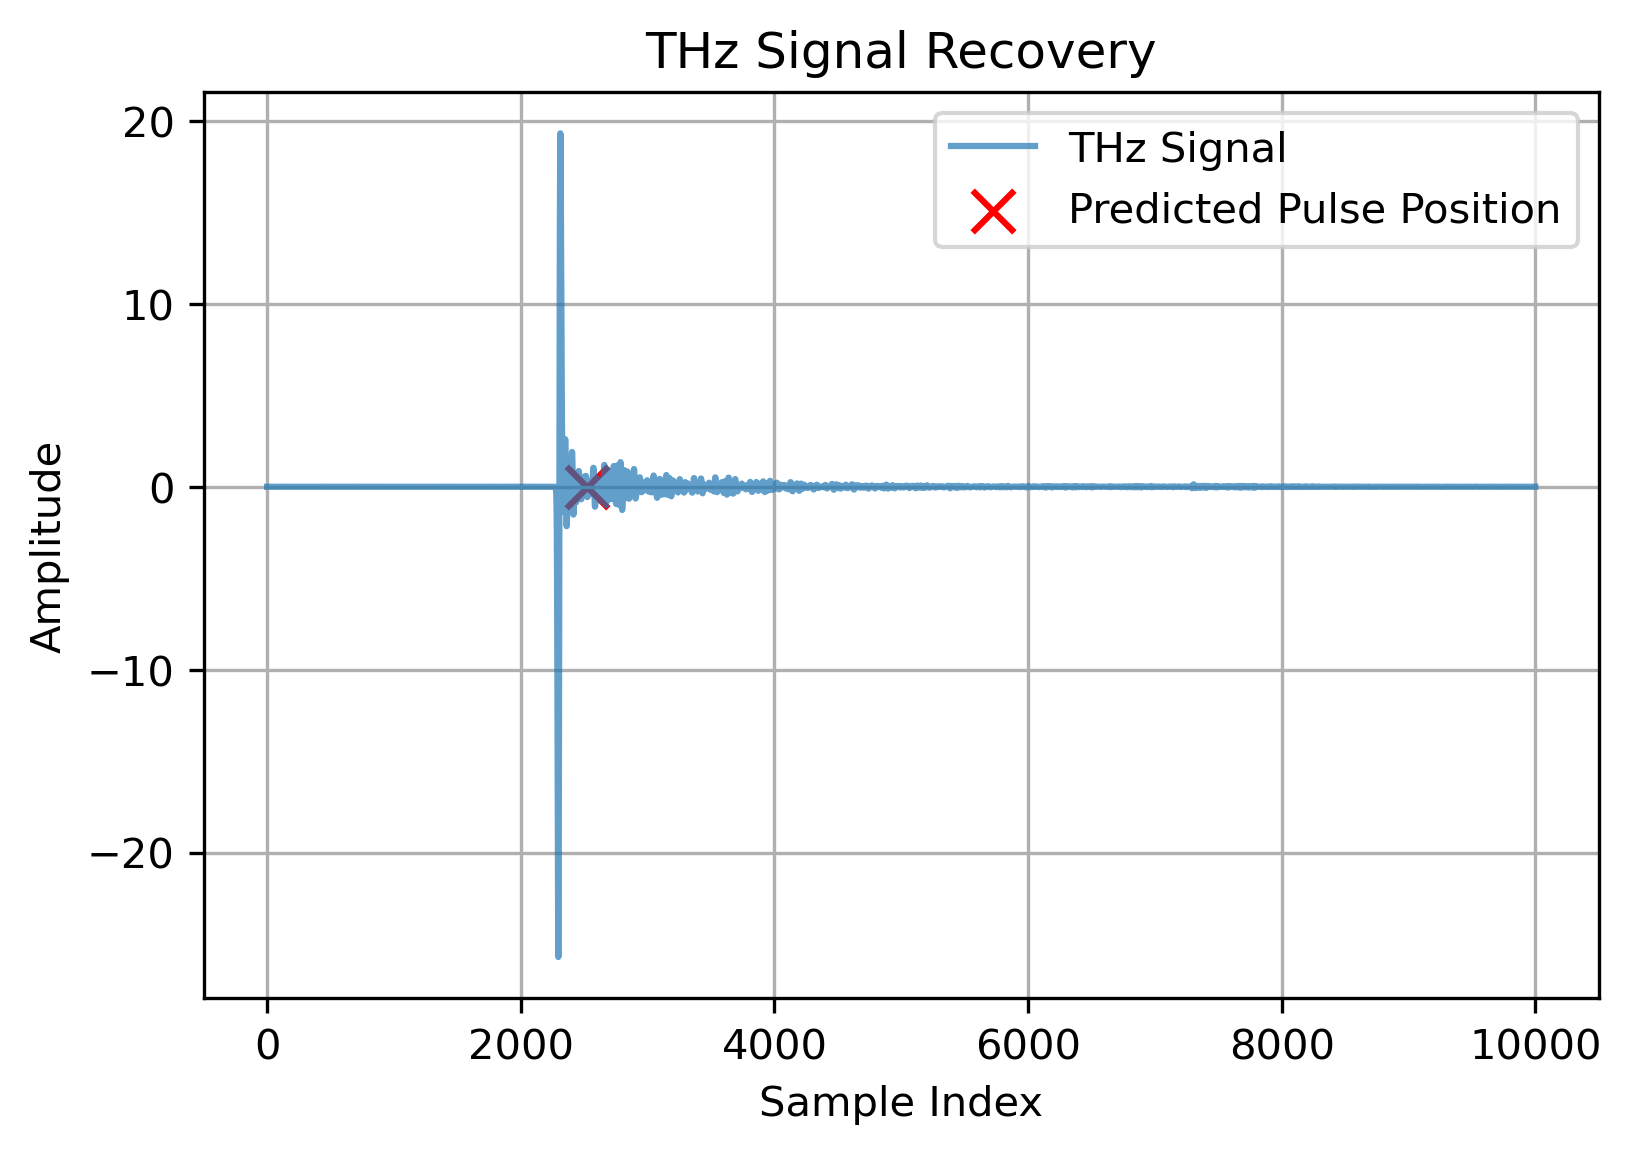 THz Signal Recovery
THz Signal
Predicted Pulse Position
20
10
0
−10
−20
Amplitude
0 2000 4000 6000 8000 10000
Sample Index